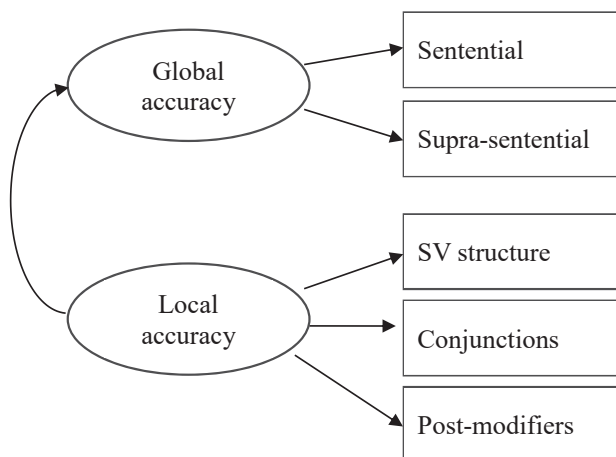 Global
accuracy
Sentential
Supra-sentential
Local
accuracy
SV structure
Conjunctions
Post-modifiers